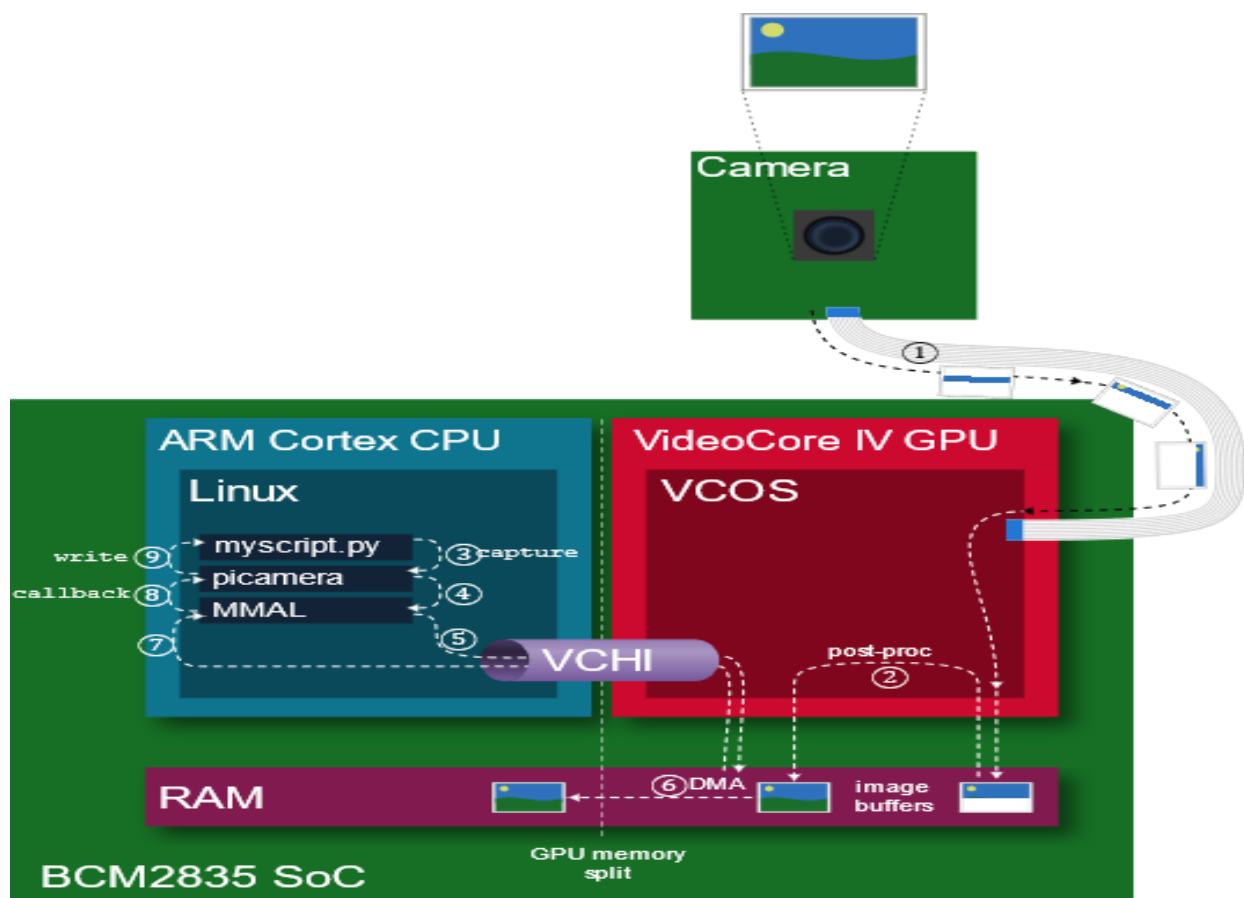 Camera
①
ARM Cortex CPU
VideoCore IV GPU
Linux
VCOS
myscript.py
write ⑨
③ capture
picamera
callback ⑧
④
MMAL
⑦
⑤
VCHI
post-proc
②
RAM
⑥ DMA
image
buffers
GPU memory
split
BCM2835 SoC